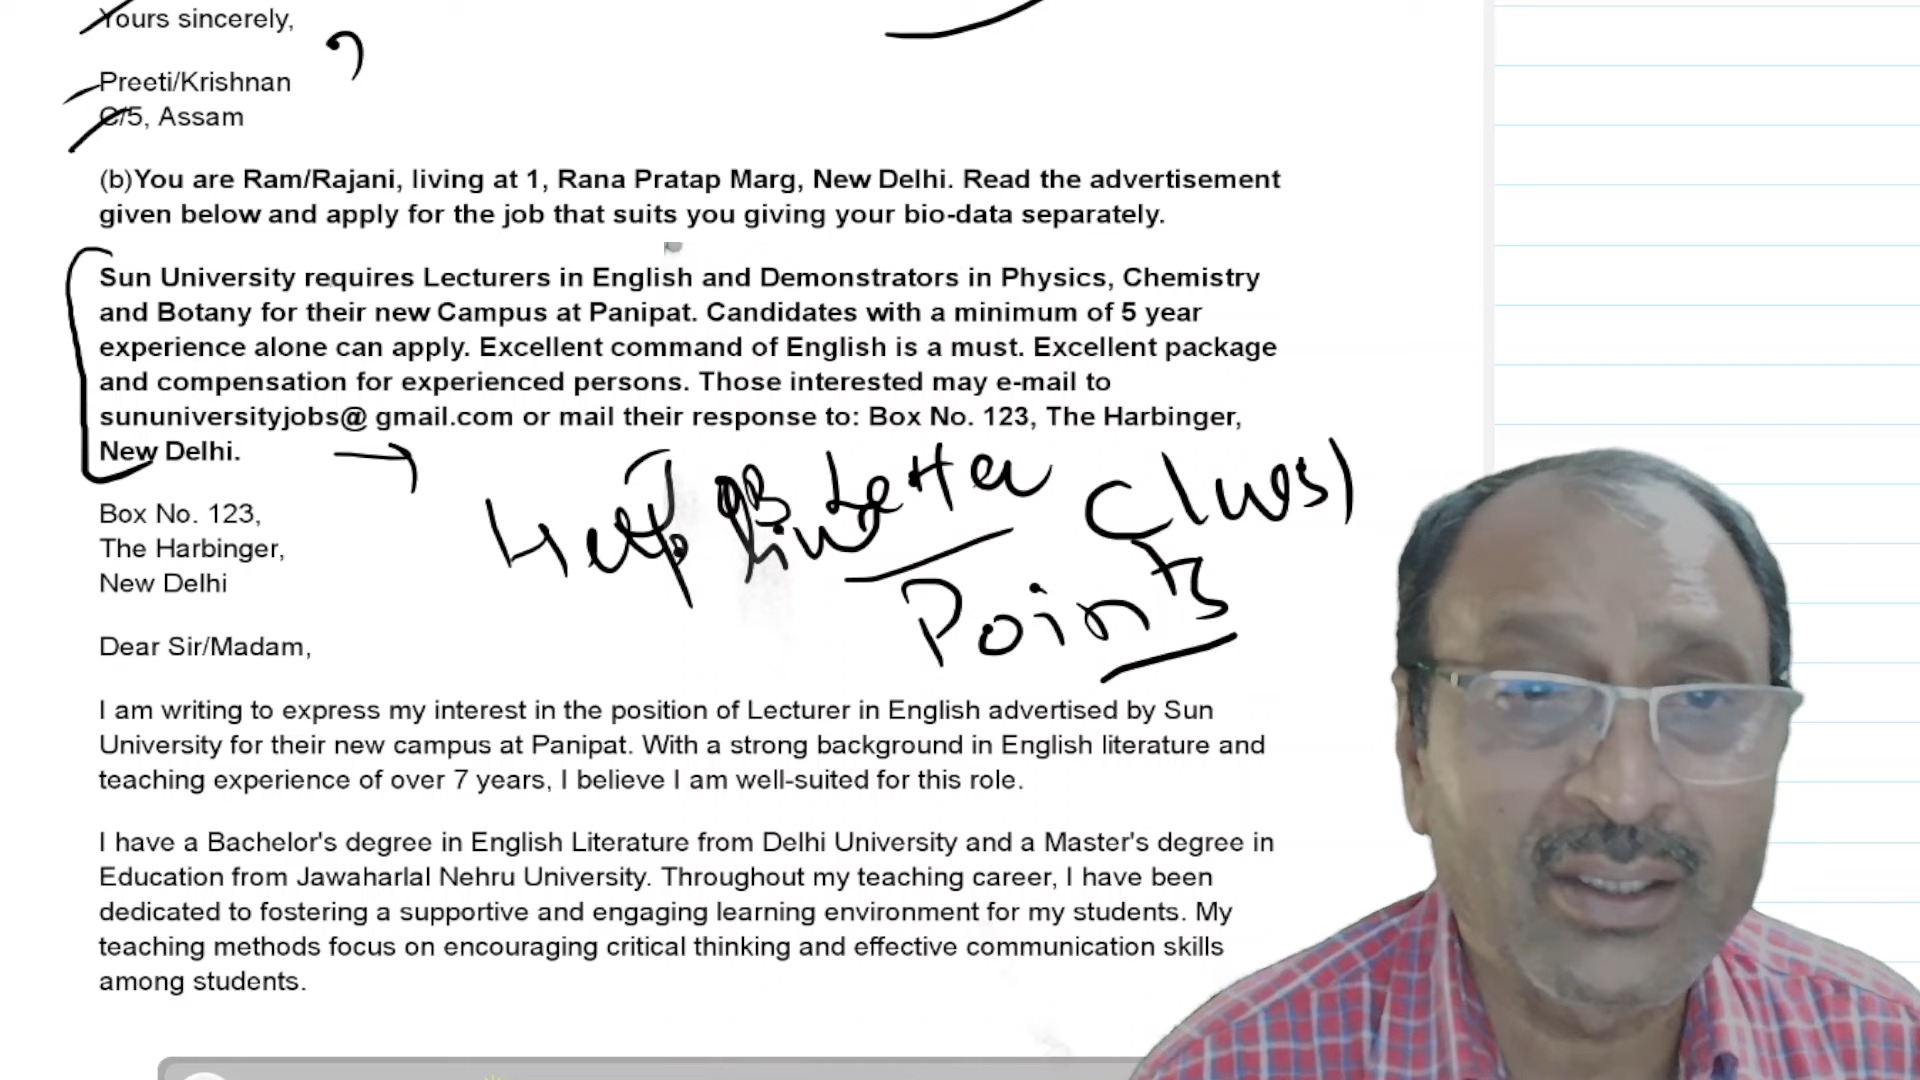 Yours sincerely,
Preeti/Krishnan
C/5, Assam
(b)You are Ram/Rajani, living at 1, Rana Pratap Marg, New Delhi. Read the advertisement
given below and apply for the job that suits you giving your bio-data separately.
Sun University requires Lecturers in English and Demonstrators in Physics, Chemistry
and Botany for their new Campus at Panipat. Candidates with a minimum of 5 year
experience alone can apply. Excellent command of English is a must. Excellent package
and compensation for experienced persons. Those interested may e-mail to
sununiversityjobs@ gmail.com or mail their response to: Box No. 123, The Harbinger,
New Delhi.
Letter Clues)
Points
Box No. 123,
The Harbinger,
New Delhi
Dear Sir/Madam,
I am writing to express my interest in the position of Lecturer in English advertised by Sun
University for their new campus at Panipat. With a strong background in English literature and
teaching experience of over 7 years, I believe I am well-suited for this role.
I have a Bachelor's degree in English Literature from Delhi University and a Master's degree in
Education from Jawaharlal Nehru University. Throughout my teaching career, I have been
dedicated to fostering a supportive and engaging learning environment for my students. My
teaching methods focus on encouraging critical thinking and effective communication skills
among students.